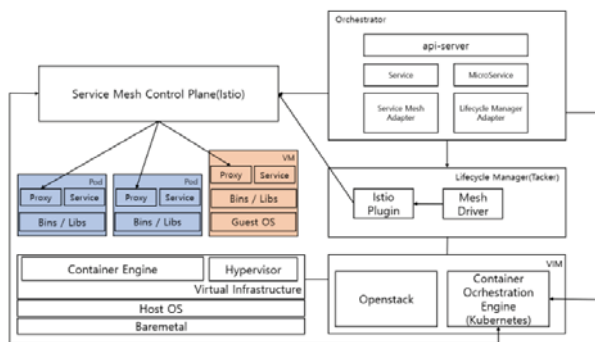 Orchestrator
api-server
Service
MicroService
Service Mesh
Adapter
Lifecycle Manager
Adapter
Service Mesh Control Plane(Istio)
VM
Proxy
Service
Bins / Libs
Guest OS
Pod
Proxy
Service
Bins / Libs
Pod
Proxy
Service
Bins / Libs
Lifecycle Manager(Tacker)
Istio
Plugin
Mesh
Driver
Container Engine
Hypervisor
Virtual Infrastructure
Host OS
Baremetal
VIM
Openstack
Container
Ocrhestration
Engine
(Kubernetes)